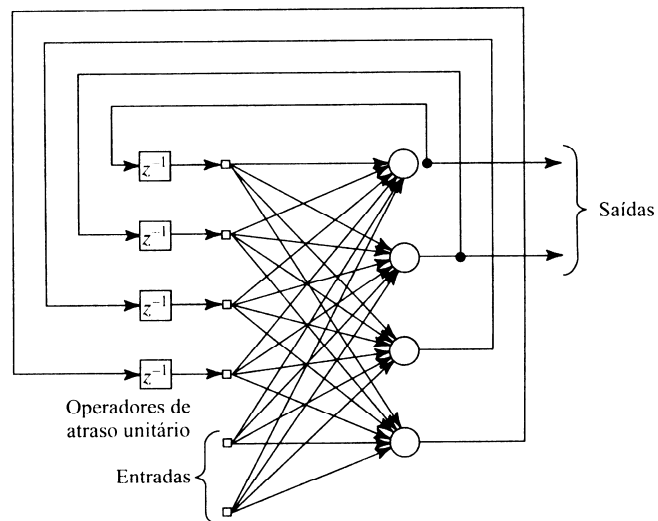 z⁻¹
z⁻¹
Saídas
z⁻¹
z⁻¹
Operadores de
atraso unitário
Entradas